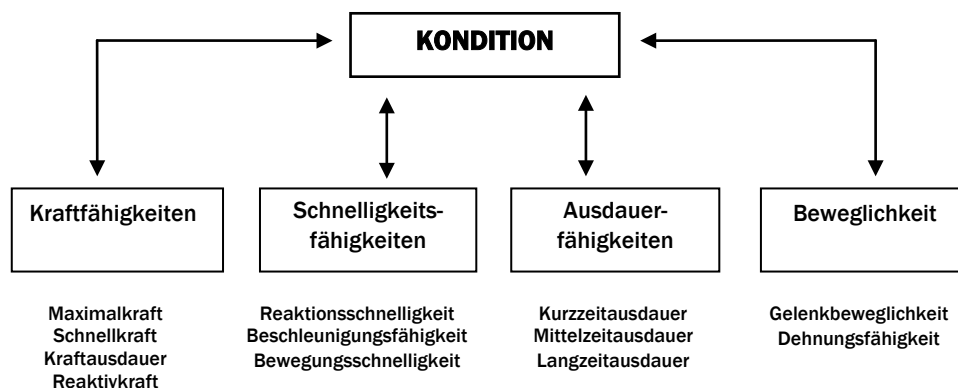 KONDITION
Kraftfähigkeiten
Schnelligkeits-
fähigkeiten
Ausdauer-
fähigkeiten
Beweglichkeit
Maximalkraft
Schnellkraft
Kraftausdauer
Reaktivkraft
Reaktionsschnelligkeit
Beschleunigungsfähigkeit
Bewegungsschnelligkeit
Kurzzeitausdauer
Mittelzeitausdauer
Langzeitausdauer
Gelenkbeweglichkeit
Dehnungsfähigkeit